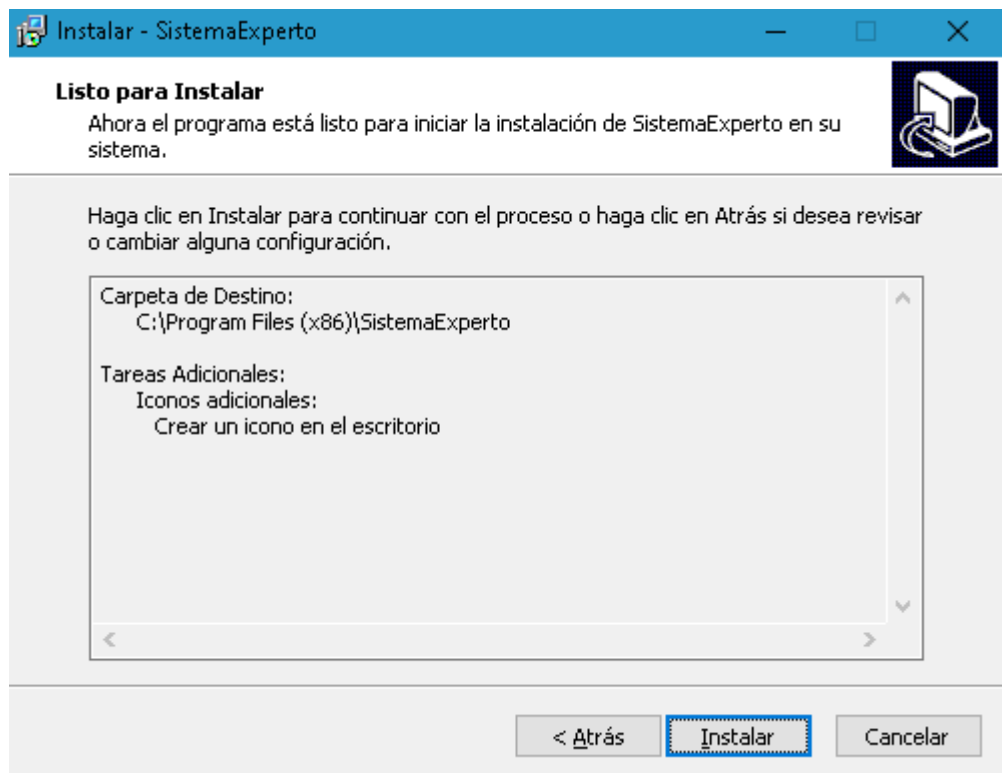 Instalar - SistemaExperto
Listo para Instalar
Ahora el programa está listo para iniciar la instalación de SistemaExperto en su
sistema.
Haga clic en Instalar para continuar con el proceso o haga clic en Atrás si desea revisar
o cambiar alguna configuración.
Carpeta de Destino:
C:\Program Files (x86)\SistemaExperto
Tareas Adicionales:
Iconos adicionales:
Crear un icono en el escritorio
< Atrás Instalar Cancelar